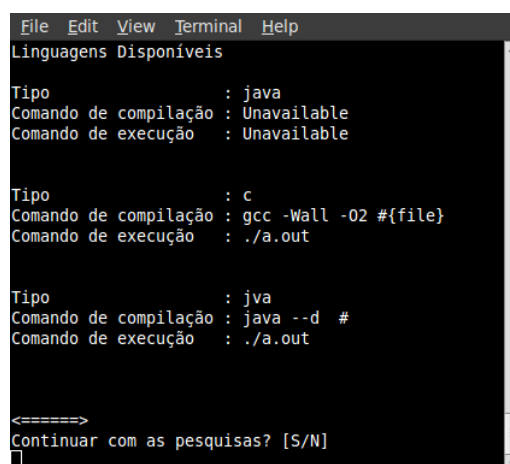 File Edit View Terminal Help
Linguagens Disponíveis
Tipo : java
Comando de compilação : Unavailable
Comando de execução : Unavailable
Tipo : c
Comando de compilação : gcc -Wall -O2 #{file}
Comando de execução : ./a.out
Tipo : jva
Comando de compilação : java --d #
Comando de execução : ./a.out
<======>
Continuar com as pesquisas? [S/N]